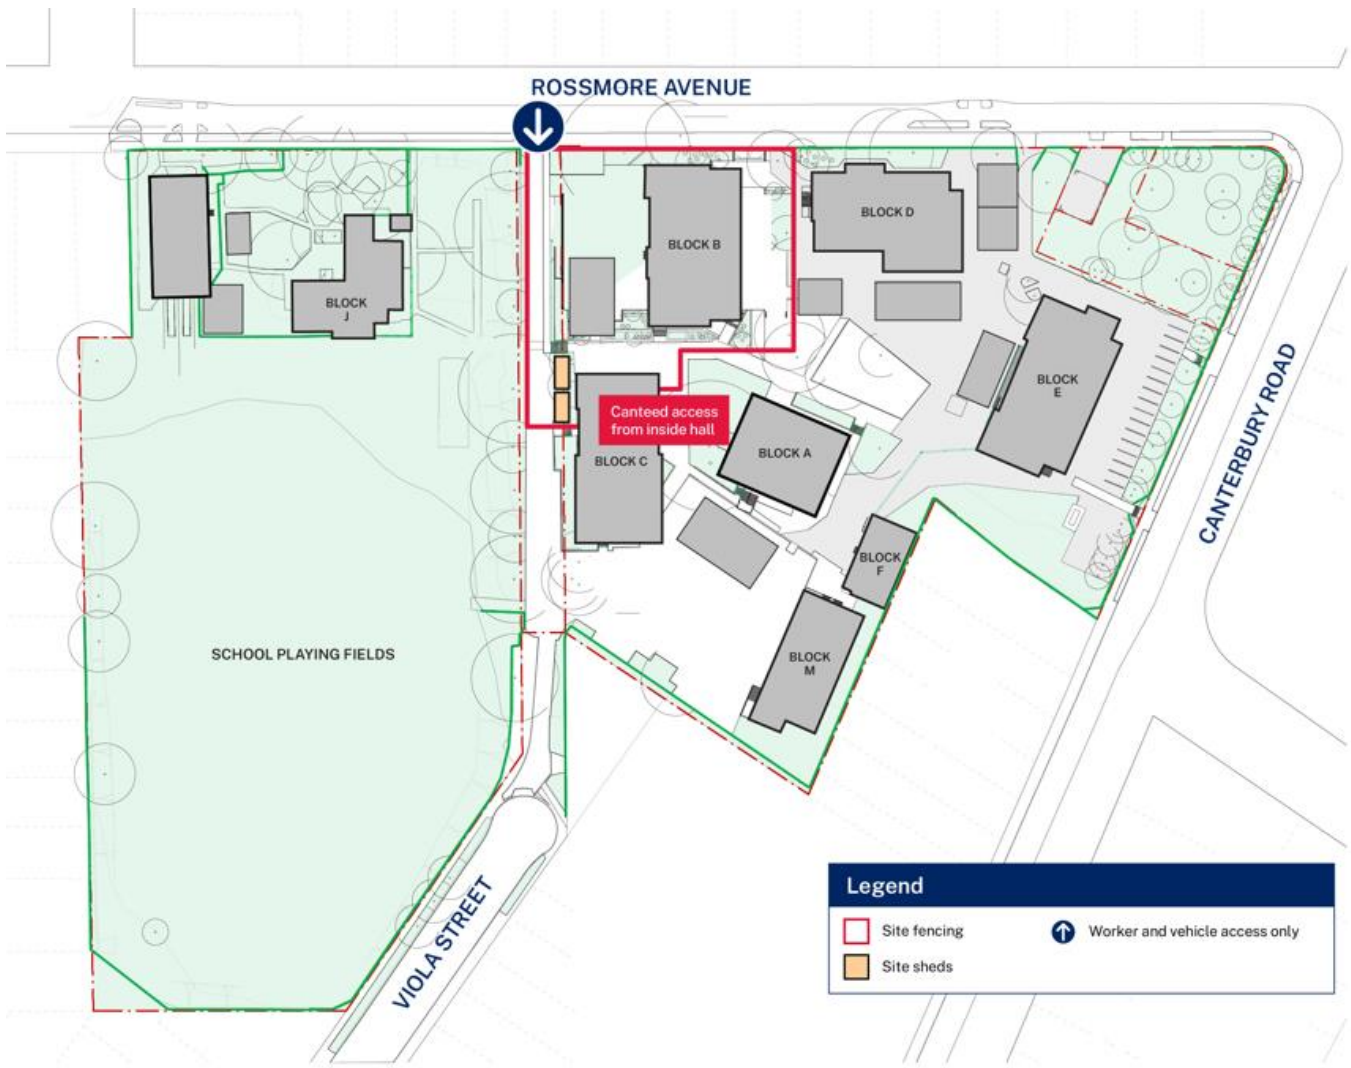 ROSSMORE AVENUE
BLOCK D
BLOCK B
BLOCK
J
BLOCK
E
CANTERBURY ROAD
Canteed access
from inside hall
BLOCK A
BLOCK C
BLOCK
F
SCHOOL PLAYING FIELDS
BLOCK
M
VIOLA STREET
Legend
Site fencing
Worker and vehicle access only
Site sheds